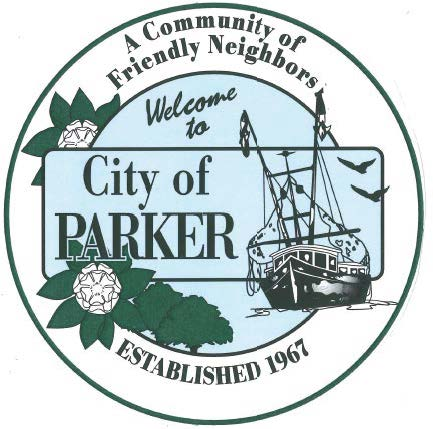 A Community of
Friendly Neighbors
Welcome
to
City of
PARKER
ESTABLISHED 1967